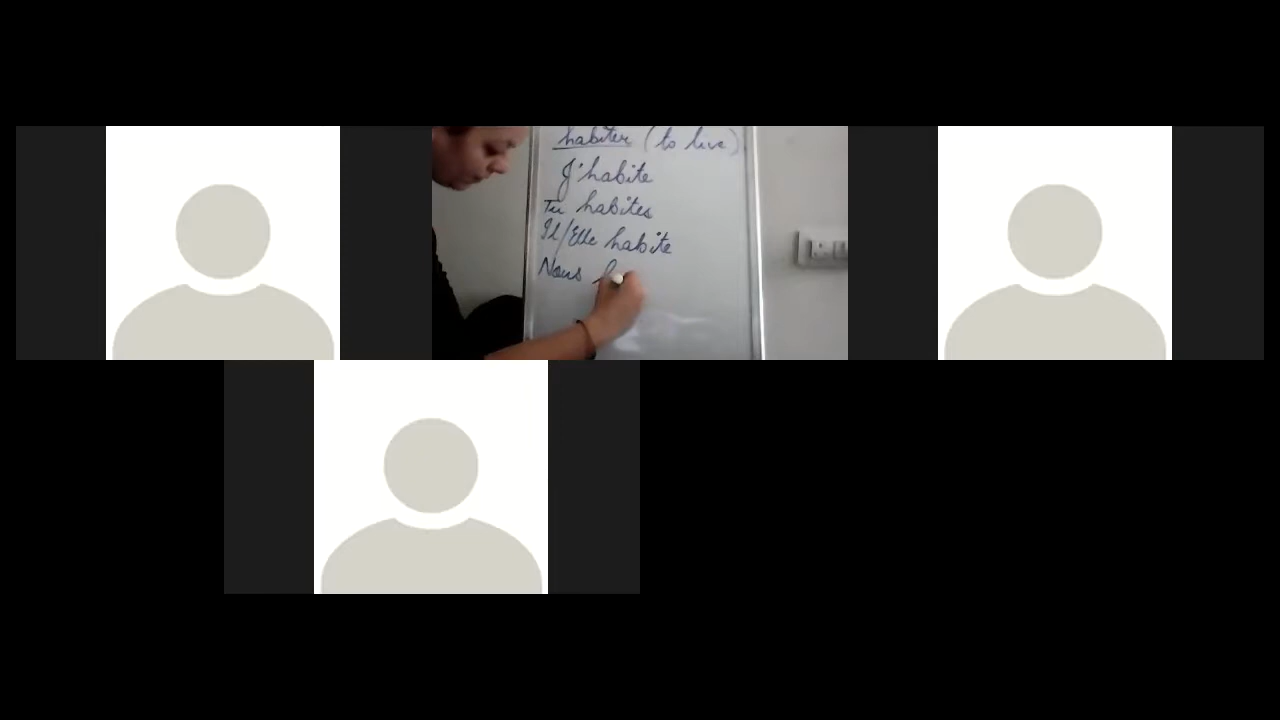 habiter (to live)
J'habite
Tu habites
Il/Elle habite
Nous h